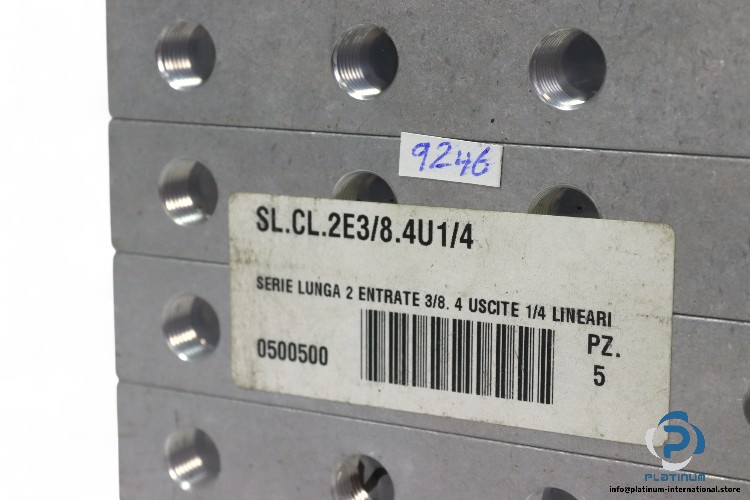 9246
SL.CL.2E3/8.4U1/4
SERIE LUNGA 2 ENTRATE 3/8. 4 USCITE 1/4 LINEARI
0500500
PZ.
5
PLATINUM
info@platinum-international.store